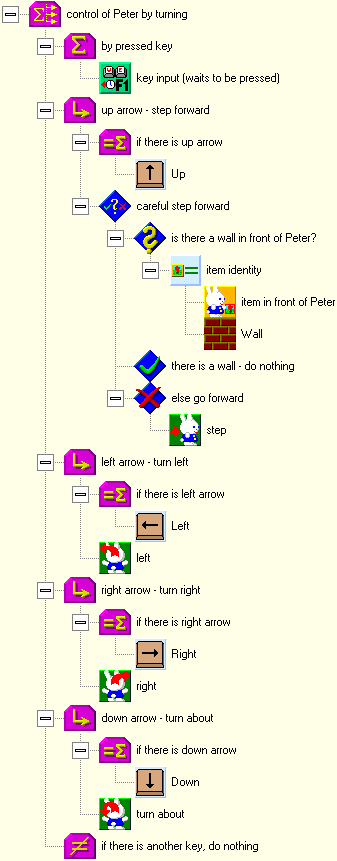 control of Peter by turning
by pressed key
key input (waits to be pressed)
up arrow - step forward
if there is up arrow
Up
careful step forward
is there a wall in front of Peter?
item identity
item in front of Peter
Wall
there is a wall - do nothing
else go forward
step
left arrow - turn left
if there is left arrow
Left
left
right arrow - turn right
if there is right arrow
Right
right
down arrow - turn about
if there is down arrow
Down
turn about
if there is another key, do nothing